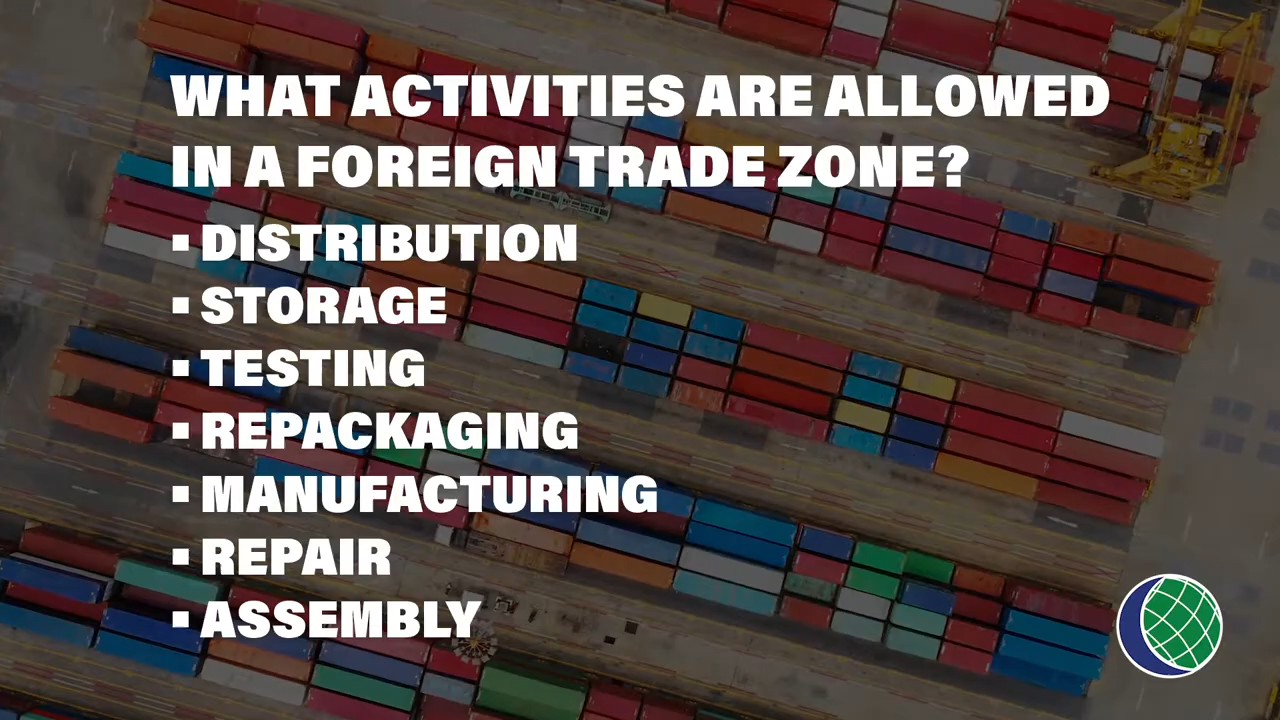 WHAT ACTIVITIES ARE ALLOWED
IN A FOREIGN TRADE ZONE?
▪ DISTRIBUTION
▪ STORAGE
▪ TESTING
▪ REPACKAGING
▪ MANUFACTURING
▪ REPAIR
▪ ASSEMBLY